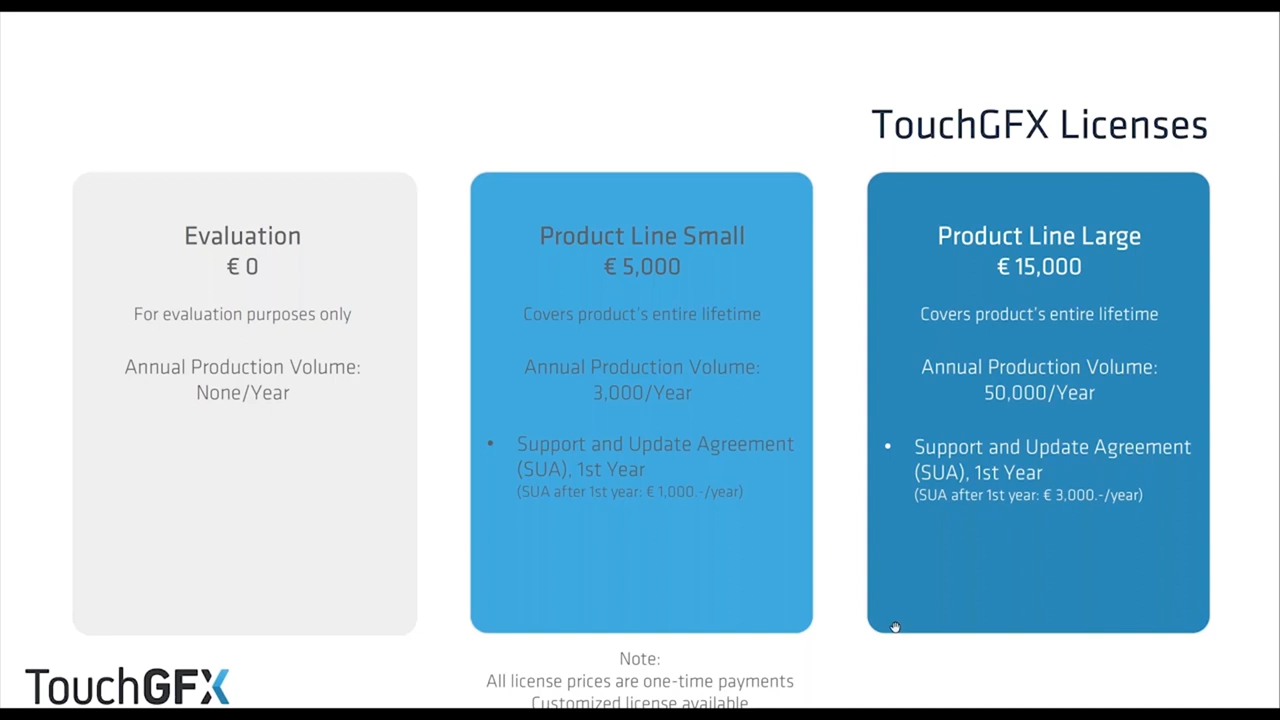 TouchGFX Licenses
Evaluation
€ 0
For evaluation purposes only
Annual Production Volume:
None/Year
Product Line Small
€ 5,000
Covers product's entire lifetime
Annual Production Volume:
3,000/Year
• Support and Update Agreement
(SUA), 1st Year
(SUA after 1st year: € 1,000.-/year)
Product Line Large
€ 15,000
Covers product's entire lifetime
Annual Production Volume:
50,000/Year
• Support and Update Agreement
(SUA), 1st Year
(SUA after 1st year: € 3,000.-/year)
Note:
All license prices are one-time payments
Customized license available
TouchGFX